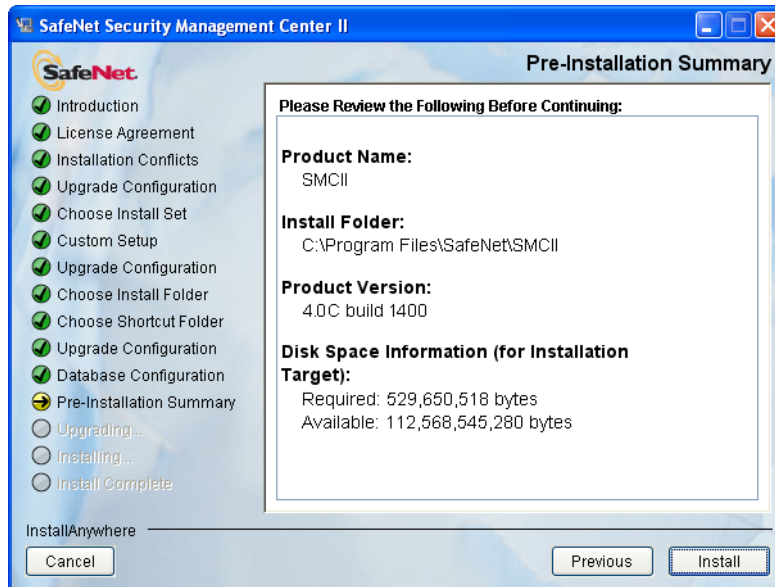 SafeNet Security Management Center II
SafeNet.
Pre-Installation Summary
Introduction
License Agreement
Installation Conflicts
Upgrade Configuration
Choose Install Set
Custom Setup
Upgrade Configuration
Choose Install Folder
Choose Shortcut Folder
Upgrade Configuration
Database Configuration
Pre-Installation Summary
Upgrading...
Installing...
Install Complete
Please Review the Following Before Continuing:
Product Name:
SMCII
Install Folder:
C:\Program Files\SafeNet\SMCII
Product Version:
4.0C build 1400
Disk Space Information (for Installation
Target):
Required: 529,650,518 bytes
Available: 112,568,545,280 bytes
InstallAnywhere
Cancel
Previous
Install